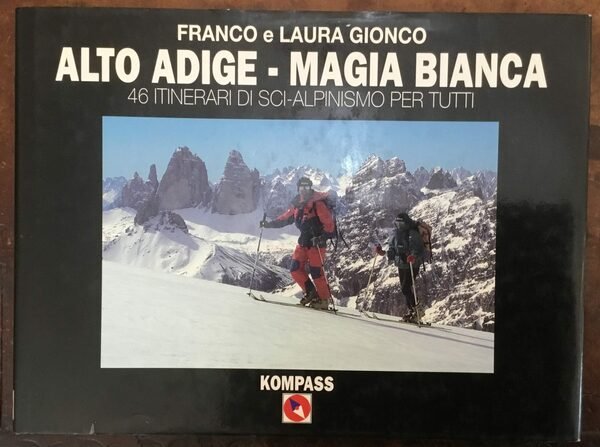 FRANCO e LAURA GIONCO
ALTO ADIGE - MAGIA BIANCA
46 ITINERARI DI SCI-ALPINISMO PER TUTTI
KOMPASS